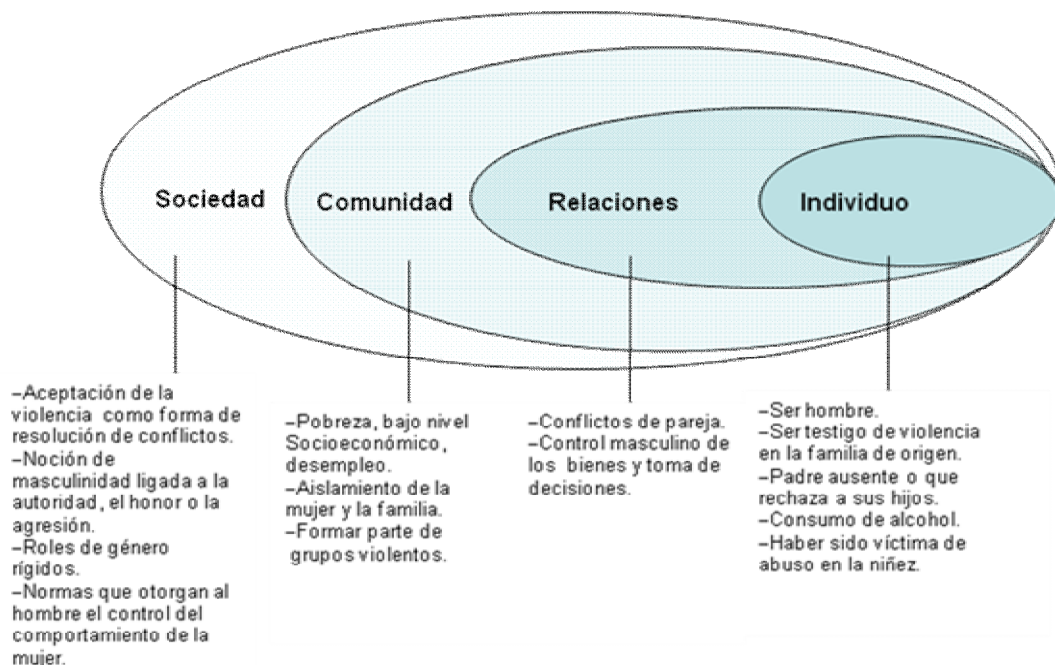 Sociedad
Comunidad
Relaciones
Individuo
–Aceptación de la
violencia como forma de
resolución de conflictos.
–Noción de
masculinidad ligada a la
autoridad, el honor o la
agresión.
–Roles de género
rígidos.
–Normas que otorgan al
hombre el control del
comportamiento de la
mujer.
–Pobreza, bajo nivel
Socioeconómico,
desempleo.
–Aislamiento de la
mujer y la familia.
–Formar parte de
grupos violentos.
–Conflictos de pareja.
–Control masculino de
los bienes y toma de
decisiones.
–Ser hombre.
–Ser testigo de violencia
en la familia de origen.
–Padre ausente o que
rechaza a sus hijos.
–Consumo de alcohol.
–Haber sido víctima de
abuso en la niñez.